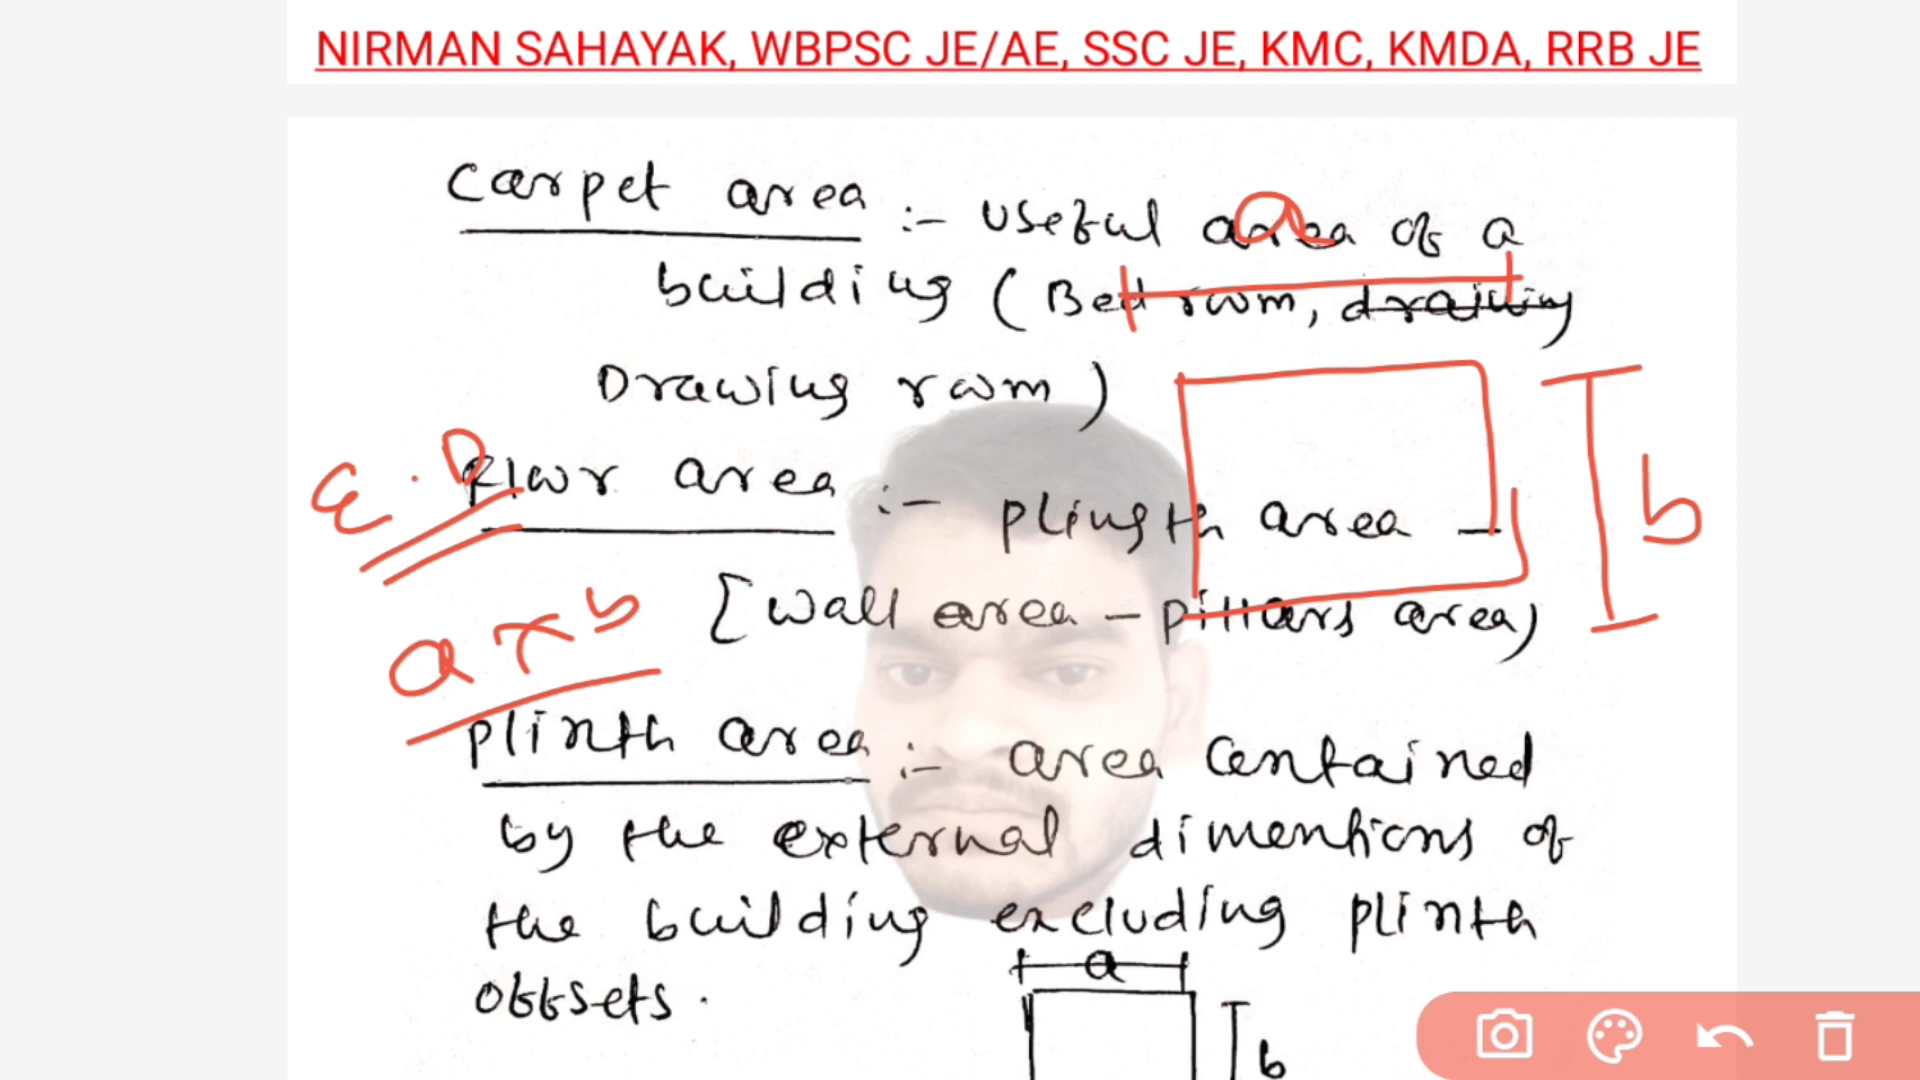 NIRMAN SAHAYAK, WBPSC JE/AE, SSC JE, KMC, KMDA, RRB JE
Carpet area :- useful area of a
a
building (Bed room, drawing
Drawing room)
E.D
floor area :- plingth area -
b
[wall area - pillars area)
a x b
plinth area :- area contained
by the external dimentions of
the building excluding plinth
offsets.
a
b